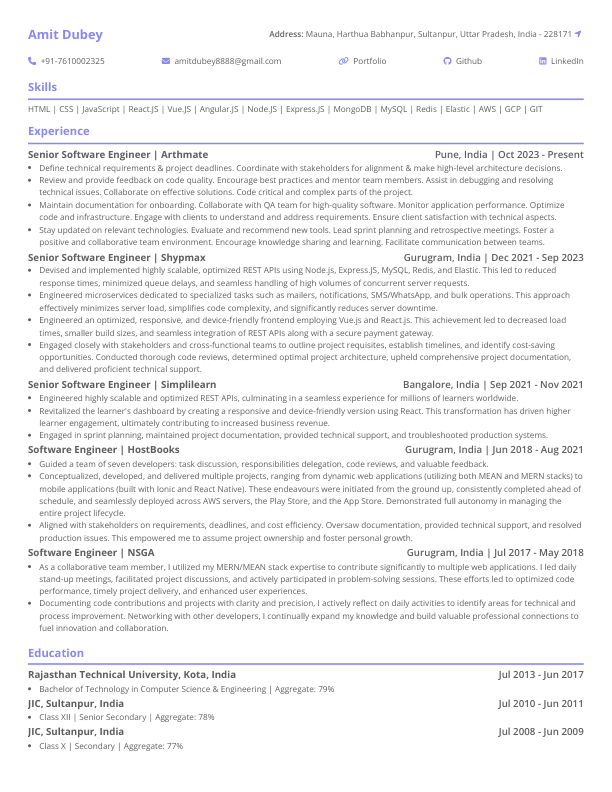 Amit Dubey
Address: Mauna, Harthua Babhanpur, Sultanpur, Uttar Pradesh, India - 228171
+91-7610002325
amitdubey8888@gmail.com
Portfolio
Github
LinkedIn
Skills
HTML | CSS | JavaScript | React.JS | Vue.JS | Angular.JS | Node.JS | Express.JS | MongoDB | MySQL | Redis | Elastic | AWS | GCP | GIT
Experience
Senior Software Engineer | Arthmate Pune, India | Oct 2023 - Present
• Define technical requirements & project deadlines. Coordinate with stakeholders for alignment & make high-level architecture decisions.
• Review and provide feedback on code quality. Encourage best practices and mentor team members. Assist in debugging and resolving
technical issues. Collaborate on effective solutions. Code critical and complex parts of the project.
• Maintain documentation for onboarding. Collaborate with QA team for high-quality software. Monitor application performance. Optimize
code and infrastructure. Engage with clients to understand and address requirements. Ensure client satisfaction with technical aspects.
• Stay updated on relevant technologies. Evaluate and recommend new tools. Lead sprint planning and retrospective meetings. Foster a
positive and collaborative team environment. Encourage knowledge sharing and learning. Facilitate communication between teams.
Senior Software Engineer | Shypmax Gurugram, India | Dec 2021 - Sep 2023
• Devised and implemented highly scalable, optimized REST APIs using Node.js, Express.JS, MySQL, Redis, and Elastic. This led to reduced
response times, minimized queue delays, and seamless handling of high volumes of concurrent server requests.
• Engineered microservices dedicated to specialized tasks such as mailers, notifications, SMS/WhatsApp, and bulk operations. This approach
effectively minimizes server load, simplifies code complexity, and significantly reduces server downtime.
• Engineered an optimized, responsive, and device-friendly frontend employing Vue.js and React.js. This achievement led to decreased load
times, smaller build sizes, and seamless integration of REST APIs along with a secure payment gateway.
• Engaged closely with stakeholders and cross-functional teams to outline project requisites, establish timelines, and identify cost-saving
opportunities. Conducted thorough code reviews, determined optimal project architecture, upheld comprehensive project documentation,
and delivered proficient technical support.
Senior Software Engineer | Simplilearn Bangalore, India | Sep 2021 - Nov 2021
• Engineered highly scalable and optimized REST APIs, culminating in a seamless experience for millions of learners worldwide.
• Revitalized the learner's dashboard by creating a responsive and device-friendly version using React. This transformation has driven higher
learner engagement, ultimately contributing to increased business revenue.
• Engaged in sprint planning, maintained project documentation, provided technical support, and troubleshooted production systems.
Software Engineer | HostBooks Gurugram, India | Jun 2018 - Aug 2021
• Guided a team of seven developers: task discussion, responsibilities delegation, code reviews, and valuable feedback.
• Conceptualized, developed, and delivered multiple projects, ranging from dynamic web applications (utilizing both MEAN and MERN stacks) to
mobile applications (built with Ionic and React Native). These endeavours were initiated from the ground up, consistently completed ahead of
schedule, and seamlessly deployed across AWS servers, the Play Store, and the App Store. Demonstrated full autonomy in managing the
entire project lifecycle.
• Aligned with stakeholders on requirements, deadlines, and cost efficiency. Oversaw documentation, provided technical support, and resolved
production issues. This empowered me to assume project ownership and foster personal growth.
Software Engineer | NSGA Gurugram, India | Jul 2017 - May 2018
• As a collaborative team member, I utilized my MERN/MEAN stack expertise to contribute significantly to multiple web applications. I led daily
stand-up meetings, facilitated project discussions, and actively participated in problem-solving sessions. These efforts led to optimized code
performance, timely project delivery, and enhanced user experiences.
• Documenting code contributions and projects with clarity and precision, I actively reflect on daily activities to identify areas for technical and
process improvement. Networking with other developers, I continually expand my knowledge and build valuable professional connections to
fuel innovation and collaboration.
Education
Rajasthan Technical University, Kota, India Jul 2013 - Jun 2017
• Bachelor of Technology in Computer Science & Engineering | Aggregate: 79%
JIC, Sultanpur, India Jul 2010 - Jun 2011
• Class XII | Senior Secondary | Aggregate: 78%
JIC, Sultanpur, India Jul 2008 - Jun 2009
• Class X | Secondary | Aggregate: 77%